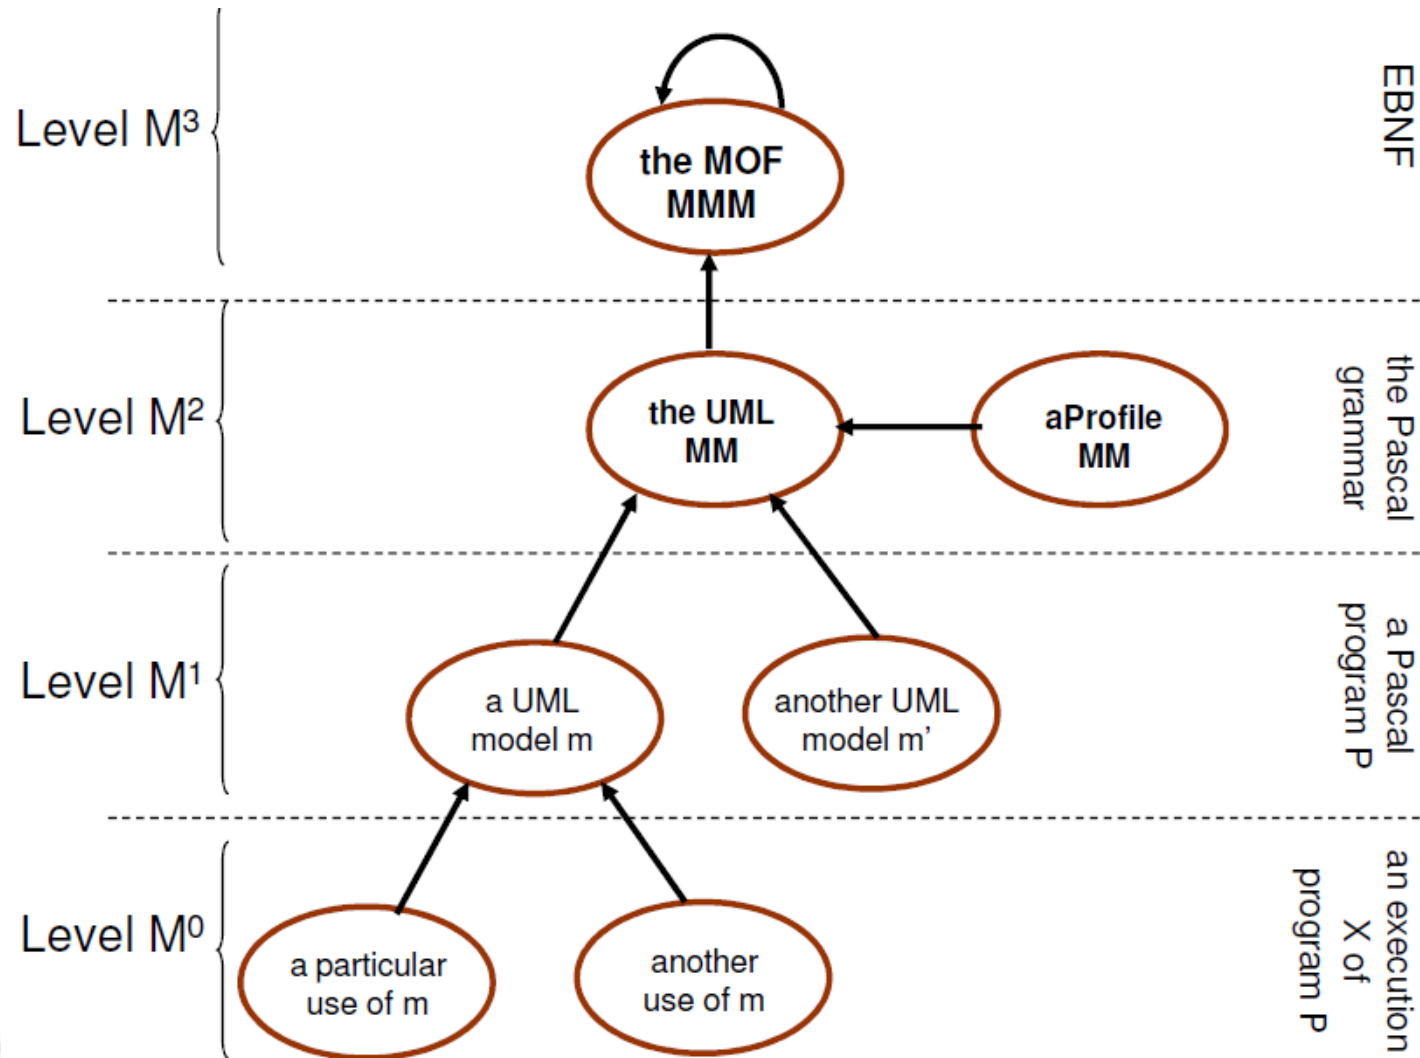 Level M³
the MOF
MMM
EBNF
Level M²
the UML
MM
aProfile
MM
the Pascal
grammar
Level M¹
a UML
model m
another UML
model m’
a Pascal
program P
Level M⁰
a particular
use of m
another
use of m
an execution
X of
program P